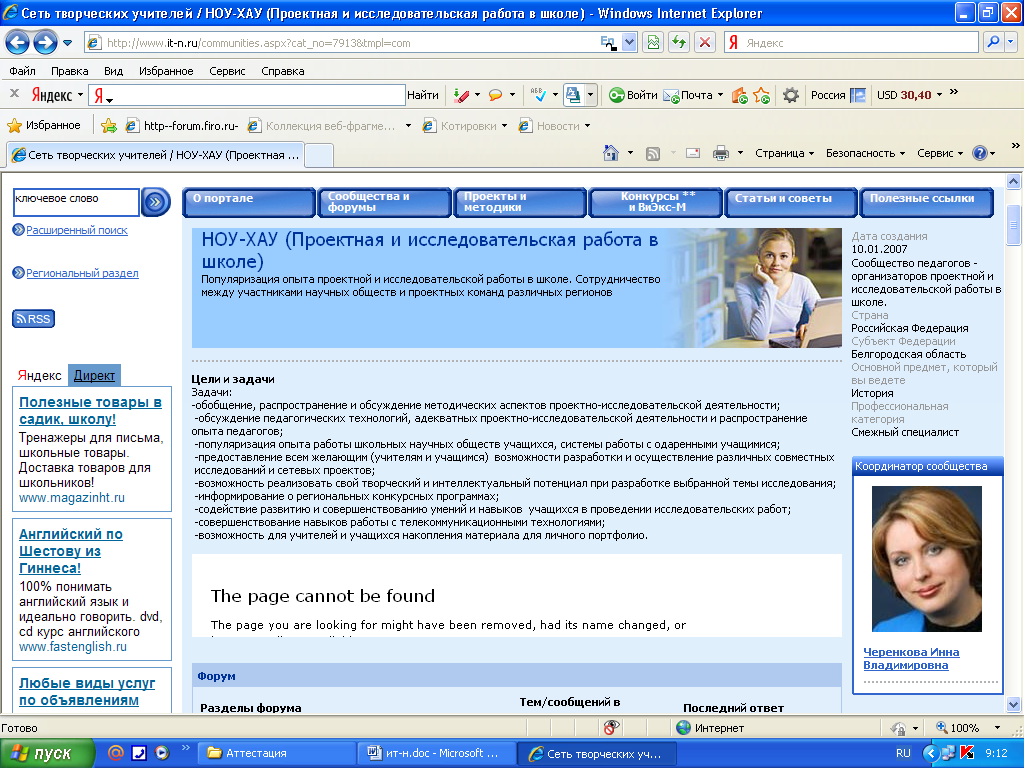 Сеть творческих учителей / НОУ-ХАУ (Проектная и исследовательская работа в школе) - Windows Internet Explorer
http://www.it-n.ru/communities.aspx?cat_no=7913&tmpl=com
Яндекс
Файл Правка Вид Избранное Сервис Справка
Яндекс Найти Войти Почта Россия USD 30,40
Избранное http--forum.firo.ru- Коллекция веб-фрагме... Котировки Новости
Сеть творческих учителей / НОУ-ХАУ (Проектная ... Страница Безопасность Сервис
ключевое слово
Расширенный поиск
Региональный раздел
RSS
Яндекс Директ
Полезные товары в
садик, школу!
Тренажеры для письма,
школьные товары.
Доставка товаров для
школьников!
www.magazinht.ru
Английский по
Шестову из
Гиннеса!
100% понимать
английский язык и
идеально говорить. dvd,
cd курс английского
www.fastenglish.ru
Любые виды услуг
по объявлениям
О портале
Сообщества и
форумы
Проекты и
методики
Конкурсы **
и ВиЭкс-М
Статьи и советы
Полезные ссылки
НОУ-ХАУ (Проектная и исследовательская работа в
школе)
Популяризация опыта проектной и исследовательской работы в школе. Сотрудничество
между участниками научных обществ и проектных команд различных регионов
Цели и задачи
Задачи:
-обобщение, распространение и обсуждение методических аспектов проектно-исследовательской деятельности;
-обсуждение педагогических технологий, адекватных проектно-исследовательской деятельности и распространение
опыта педагогов;
-популяризация опыта работы школьных научных обществ учащихся, системы работы с одаренными учащимися;
-предоставление всем желающим (учителям и учащимся) возможности разработки и осуществление различных совместных
исследований и сетевых проектов;
-возможность реализовать свой творческий и интеллектуальный потенциал при разработке выбранной темы исследования;
-информирование о региональных конкурсных программах;
-содействие развитию и совершенствованию умений и навыков учащихся в проведении исследовательских работ;
-совершенствование навыков работы с телекоммуникационными технологиями;
-возможность для учителей и учащихся накопления материала для личного портфолио.
The page cannot be found
The page you are looking for might have been removed, had its name changed, or
Форум
Разделы форума Тем/сообщений в Последний ответ
Дата создания
10.01.2007
Сообщество педагогов -
организаторов проектной и
исследовательской работы в
школе.
Страна
Российская Федерация
Субъект Федерации
Белгородская область
Основной предмет, который
вы ведете
История
Профессиональная
категория
Смежный специалист
Координатор сообщества
Черенкова Инна
Владимировна
Готово Интернет 100%
пуск Аттестация ит-н.doc - Microsoft ... Сеть творческих уч... RU 9:12